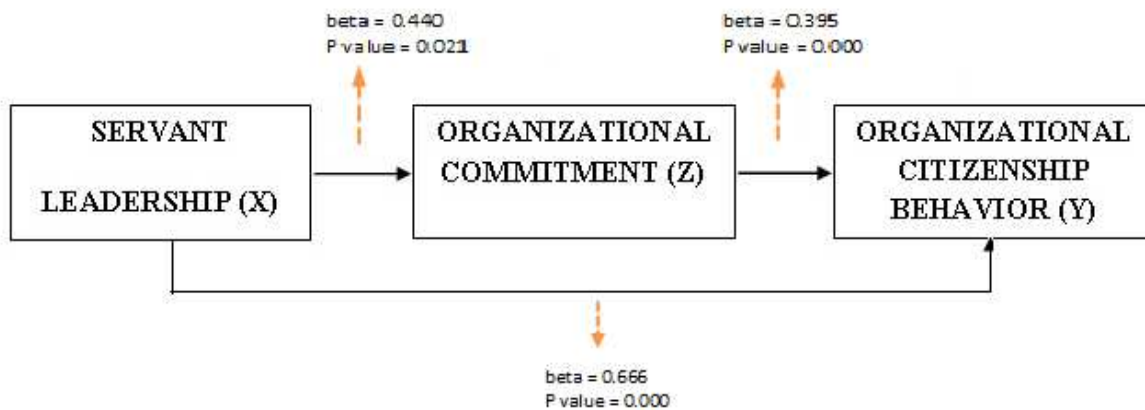 beta = 0.440
P value = 0.021
beta = 0.395
P value = 0.000
SERVANT
LEADERSHIP (X)
ORGANIZATIONAL
COMMITMENT (Z)
ORGANIZATIONAL
CITIZENSHIP
BEHAVIOR (Y)
beta = 0.666
P value = 0.000